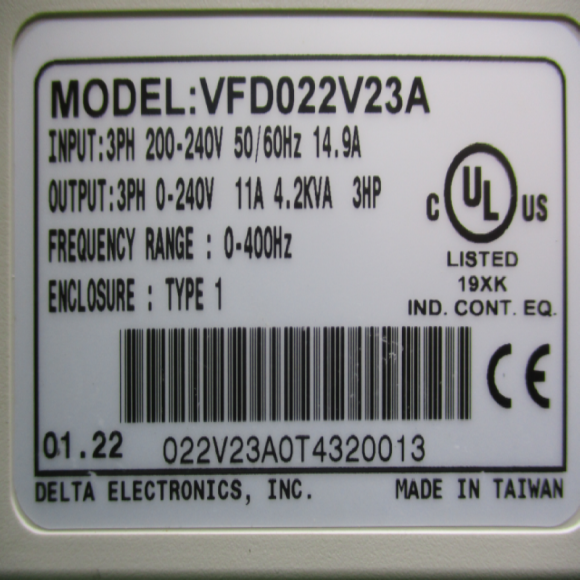 MODEL:VFD022V23A
INPUT:3PH 200-240V 50/60Hz 14.9A
OUTPUT:3PH 0-240V 11A 4.2KVA 3HP
FREQUENCY RANGE : 0-400Hz
ENCLOSURE : TYPE 1
C UL US
LISTED
19XK
IND. CONT. EQ.
CE
01.22 022V23A0T4320013
DELTA ELECTRONICS, INC. MADE IN TAIWAN